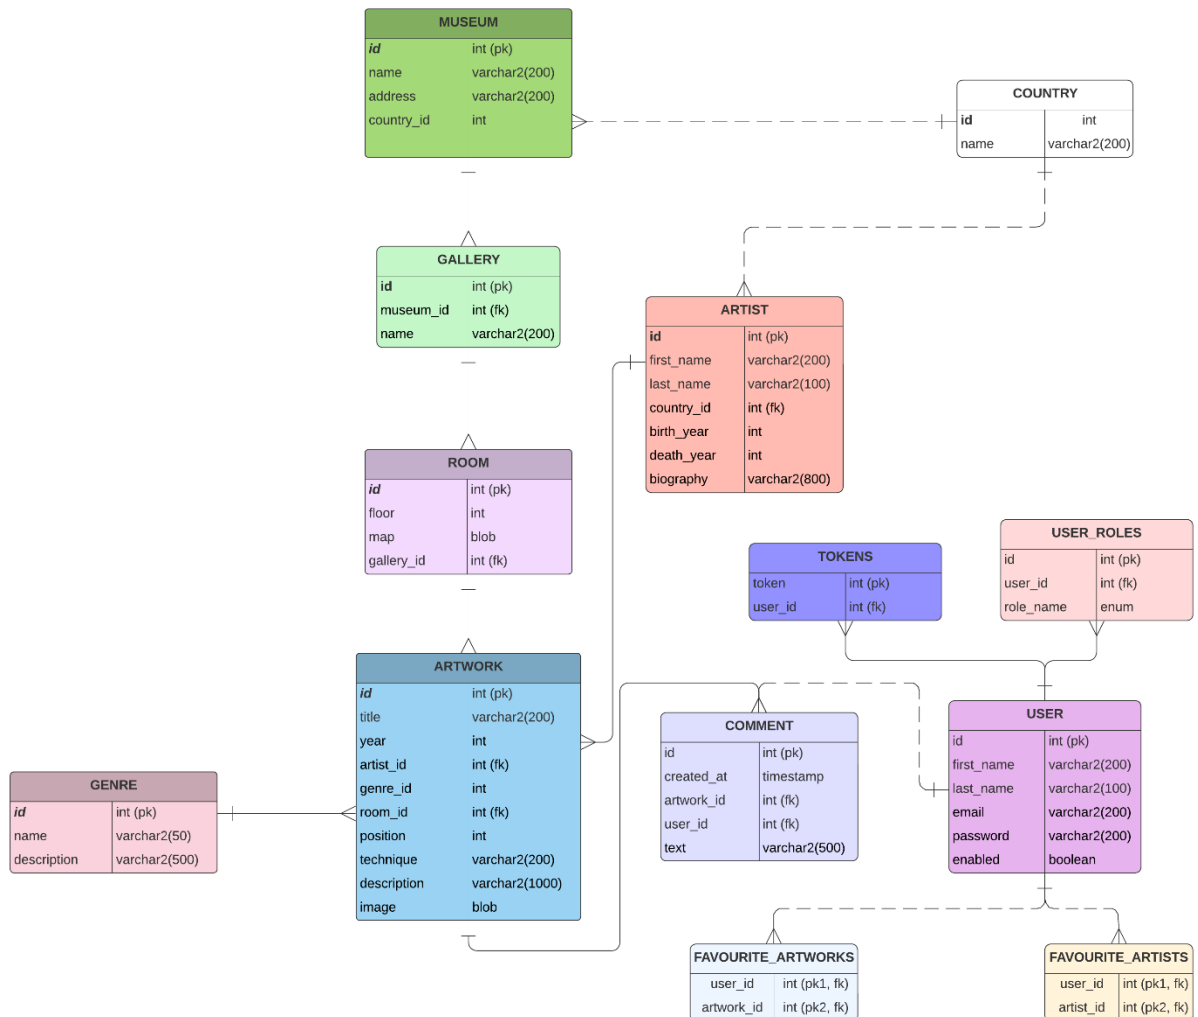 MUSEUM
id int (pk)
name varchar2(200)
address varchar2(200)
country_id int
COUNTRY
id int
name varchar2(200)
GALLERY
id int (pk)
museum_id int (fk)
name varchar2(200)
ARTIST
id int (pk)
first_name varchar2(200)
last_name varchar2(100)
country_id int (fk)
birth_year int
death_year int
biography varchar2(800)
ROOM
id int (pk)
floor int
map blob
gallery_id int (fk)
TOKENS
token int (pk)
user_id int (fk)
USER_ROLES
id int (pk)
user_id int (fk)
role_name enum
ARTWORK
id int (pk)
title varchar2(200)
year int
artist_id int (fk)
genre_id int
room_id int (fk)
position int
technique varchar2(200)
description varchar2(1000)
image blob
COMMENT
id int (pk)
created_at timestamp
artwork_id int (fk)
user_id int (fk)
text varchar2(500)
USER
id int (pk)
first_name varchar2(200)
last_name varchar2(100)
email varchar2(200)
password varchar2(200)
enabled boolean
GENRE
id int (pk)
name varchar2(50)
description varchar2(500)
FAVOURITE_ARTWORKS
user_id int (pk1, fk)
artwork_id int (pk2, fk)
FAVOURITE_ARTISTS
user_id int (pk1, fk)
artist_id int (pk2, fk)